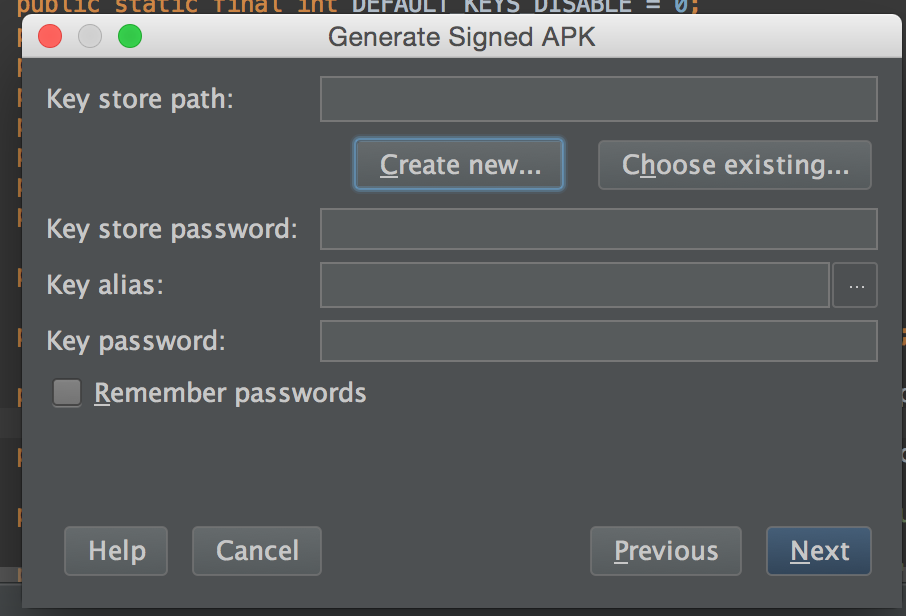 public static final int DEFAULT_KEYS_DISABLE = 0;
Generate Signed APK
Key store path:
Create new...
Choose existing...
Key store password:
Key alias:
...
Key password:
Remember passwords
Help
Cancel
Previous
Next